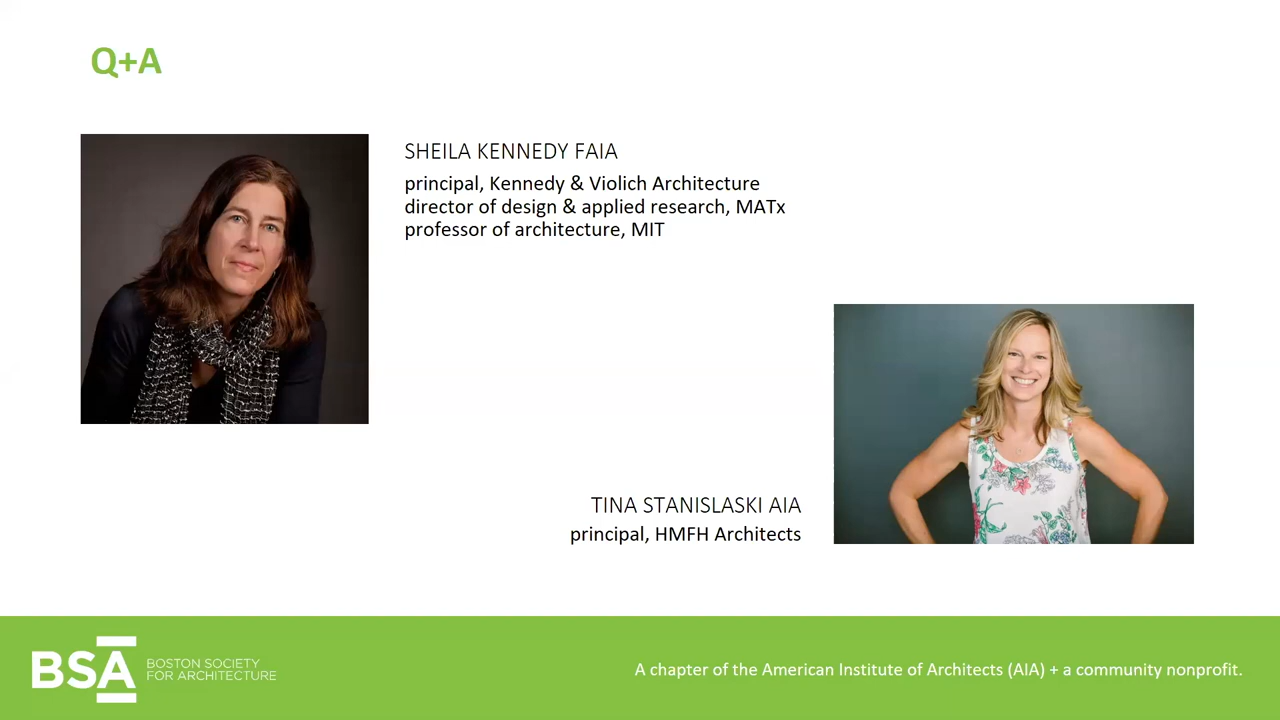 Q+A
SHEILA KENNEDY FAIA
principal, Kennedy & Violich Architecture
director of design & applied research, MATx
professor of architecture, MIT
TINA STANISLASKI AIA
principal, HMFH Architects
BSA
BOSTON SOCIETY
FOR ARCHITECTURE
A chapter of the American Institute of Architects (AIA) + a community nonprofit.